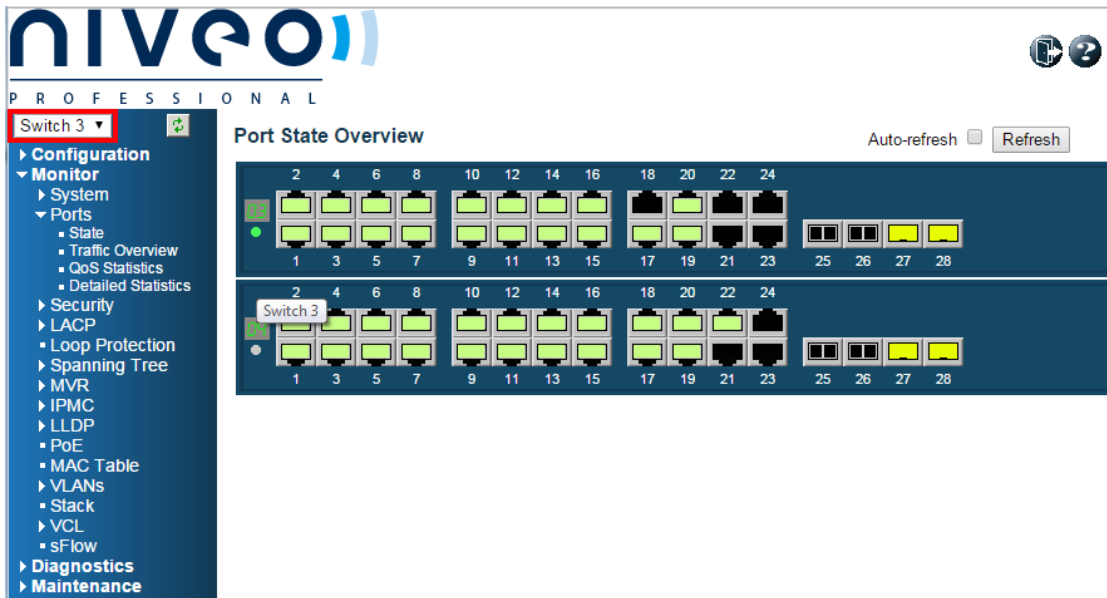 niveo
PROFESSIONAL
Switch 3
Port State Overview
Auto-refresh
Refresh
Configuration
Monitor
System
Ports
State
Traffic Overview
QoS Statistics
Detailed Statistics
Security
LACP
Loop Protection
Spanning Tree
MVR
IPMC
LLDP
PoE
MAC Table
VLANs
Stack
VCL
sFlow
Diagnostics
Maintenance
2 4 6 8 10 12 14 16 18 20 22 24
03
1 3 5 7 9 11 13 15 17 19 21 23 25 26 27 28
2 4 6 8 10 12 14 16 18 20 22 24
Switch 3
1 3 5 7 9 11 13 15 17 19 21 23 25 26 27 28